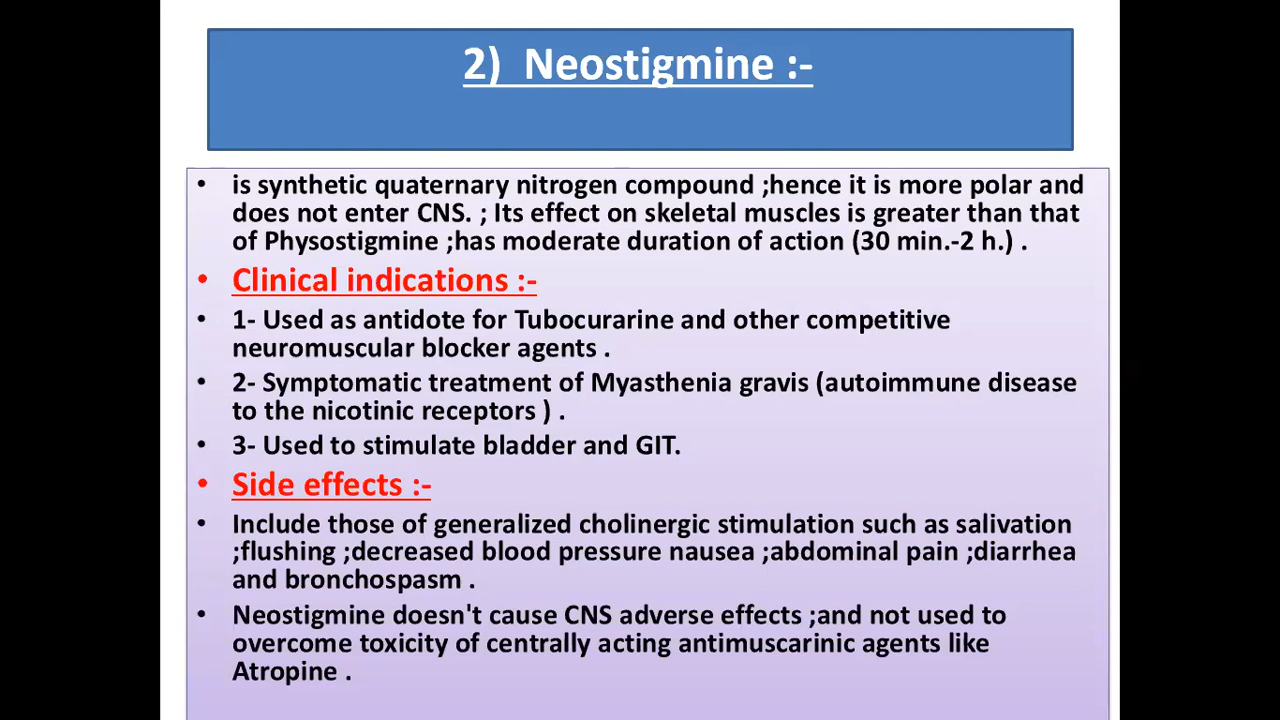 2) Neostigmine :-
• is synthetic quaternary nitrogen compound ;hence it is more polar and
does not enter CNS. ; Its effect on skeletal muscles is greater than that
of Physostigmine ;has moderate duration of action (30 min.-2 h.) .
• Clinical indications :-
• 1- Used as antidote for Tubocurarine and other competitive
neuromuscular blocker agents .
• 2- Symptomatic treatment of Myasthenia gravis (autoimmune disease
to the nicotinic receptors ) .
• 3- Used to stimulate bladder and GIT.
• Side effects :-
• Include those of generalized cholinergic stimulation such as salivation
;flushing ;decreased blood pressure nausea ;abdominal pain ;diarrhea
and bronchospasm .
• Neostigmine doesn't cause CNS adverse effects ;and not used to
overcome toxicity of centrally acting antimuscarinic agents like
Atropine .